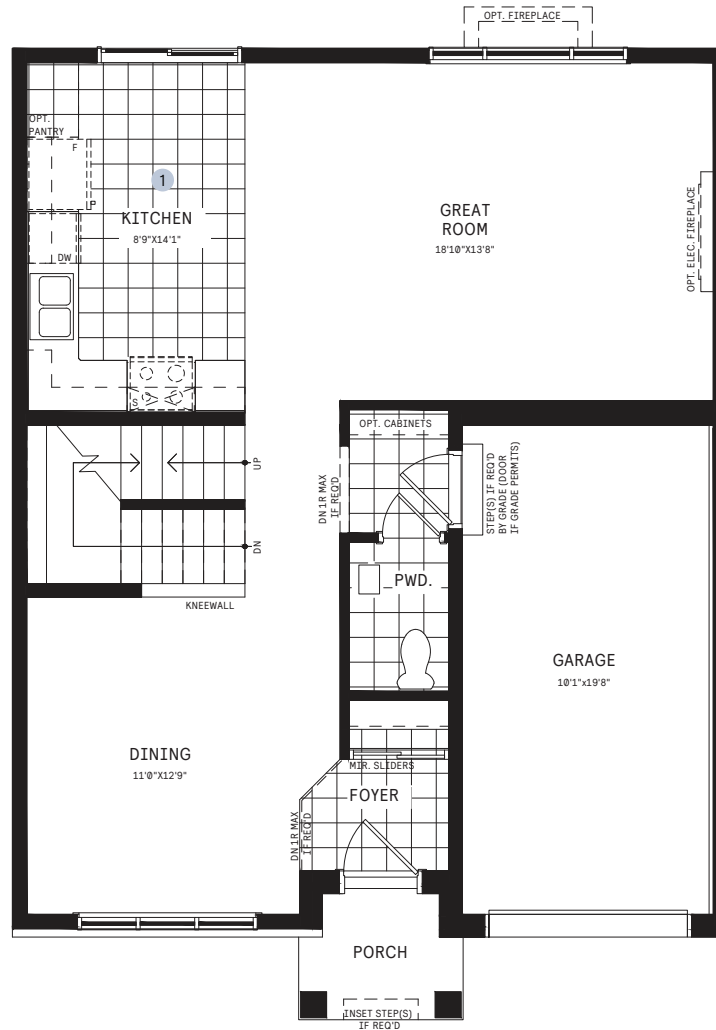 OPT. FIREPLACE
OPT.
PANTRY
F
1
P
KITCHEN
8'9"X14'1"
DW
S
GREAT
ROOM
18'10"X13'8"
OPT. ELEC. FIREPLACE
OPT. CABINETS
UP
DN
DN 1R MAX
IF REQ'D
STEP(S) IF REQ'D
BY GRADE (DOOR
IF GRADE PERMITS)
KNEEWALL
PWD.
GARAGE
10'1"x19'8"
DINING
11'0"X12'9"
MIR. SLIDERS
FOYER
DN 1R MAX
IF REQ'D
PORCH
INSET STEP(S)
IF REQ'D